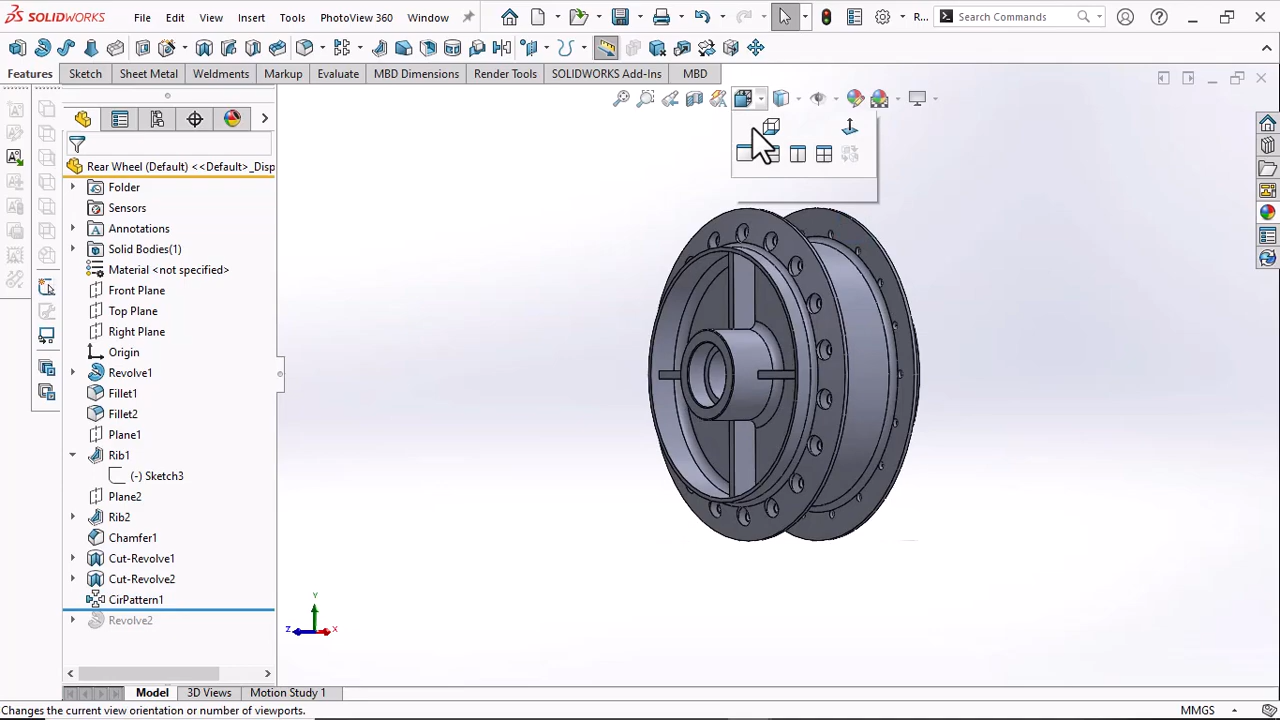 SOLIDWORKS File Edit View Insert Tools PhotoView 360 Window R... Search Commands
Features Sketch Sheet Metal Weldments Markup Evaluate MBD Dimensions Render Tools SOLIDWORKS Add-Ins MBD
Rear Wheel (Default) <<Default>_Disp
Folder
Sensors
Annotations
Solid Bodies(1)
Material <not specified>
Front Plane
Top Plane
Right Plane
Origin
Revolve1
Fillet1
Fillet2
Plane1
Rib1
(-) Sketch3
Plane2
Rib2
Chamfer1
Cut-Revolve1
Cut-Revolve2
CirPattern1
Revolve2
Y
Z X
Model 3D Views Motion Study 1
Changes the current view orientation or number of viewports. MMGS